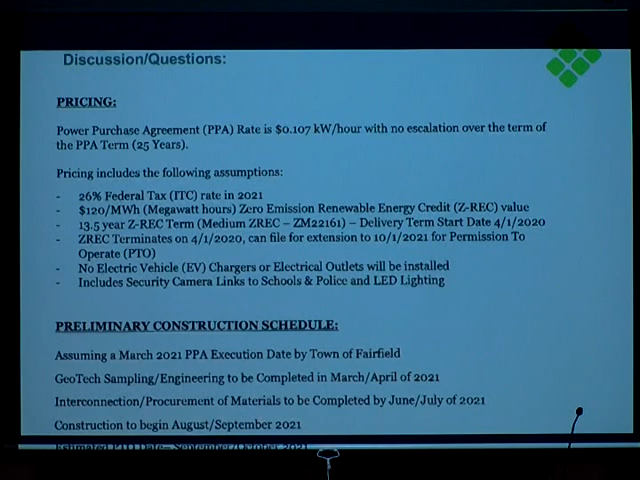 Discussion/Questions:
PRICING:
Power Purchase Agreement (PPA) Rate is $0.107 kW/hour with no escalation over the term of
the PPA Term (25 Years).
Pricing includes the following assumptions:
- 26% Federal Tax (ITC) rate in 2021
- $120/MWh (Megawatt hours) Zero Emission Renewable Energy Credit (Z-REC) value
- 13.5 year Z-REC Term (Medium ZREC – ZM22161) – Delivery Term Start Date 4/1/2020
- ZREC Terminates on 4/1/2020, can file for extension to 10/1/2021 for Permission To
Operate (PTO)
- No Electric Vehicle (EV) Chargers or Electrical Outlets will be installed
- Includes Security Camera Links to Schools & Police and LED Lighting
PRELIMINARY CONSTRUCTION SCHEDULE:
Assuming a March 2021 PPA Execution Date by Town of Fairfield
GeoTech Sampling/Engineering to be Completed in March/April of 2021
Interconnection/Procurement of Materials to be Completed by June/July of 2021
Construction to begin August/September 2021
Estimated PTO Date– September/October 2021